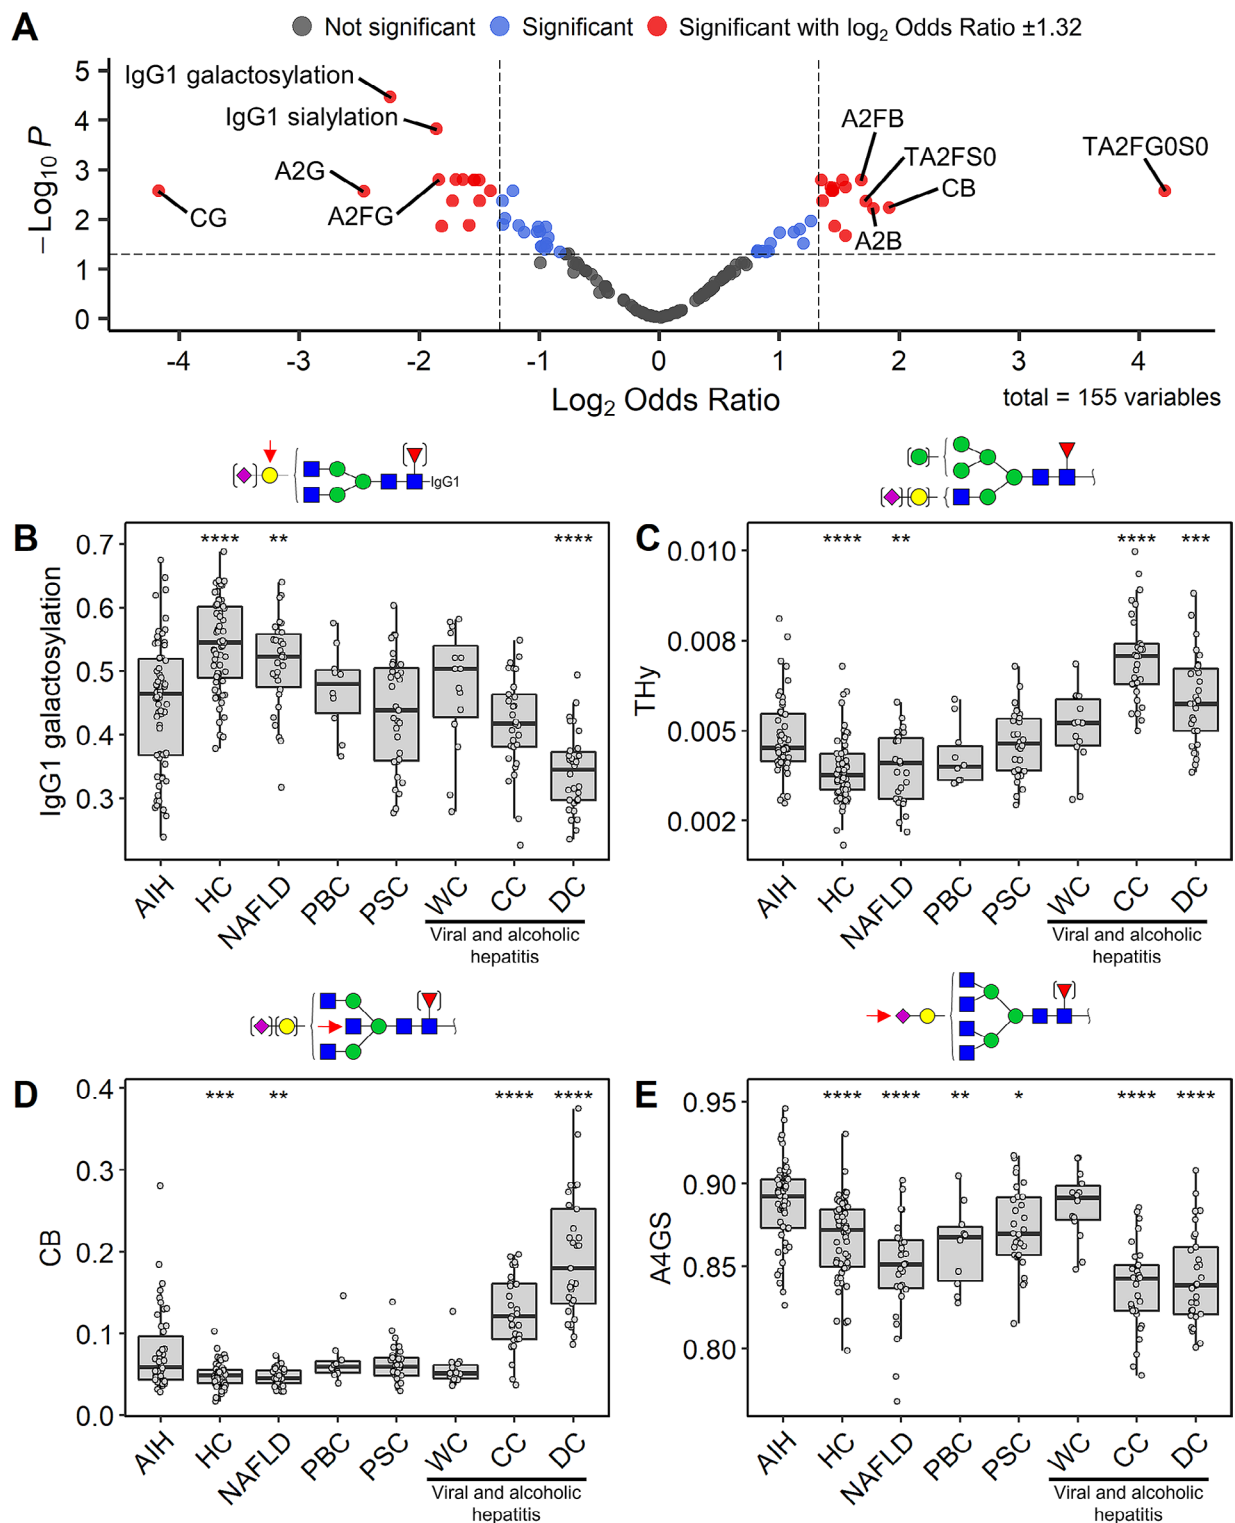 A
Not significant Significant Significant with log2 Odds Ratio ±1.32
−Log10 P
5
4
3
2
1
0
IgG1 galactosylation
IgG1 sialylation
A2G
A2FG
CG
A2FB
TA2FS0
CB
A2B
TA2FG0S0
-4 -3 -2 -1 0 1 2 3 4
Log2 Odds Ratio
total = 155 variables
IgG1
B
IgG1 galactosylation
0.7
0.6
0.5
0.4
0.3
**** ** ****
AIH HC NAFLD PBC PSC WC CC DC
Viral and alcoholic
hepatitis
C
THy
0.010
0.008
0.005
0.002
**** ** **** ***
AIH HC NAFLD PBC PSC WC CC DC
Viral and alcoholic
hepatitis
D
CB
0.4
0.3
0.2
0.1
0.0
*** ** **** ****
AIH HC NAFLD PBC PSC WC CC DC
Viral and alcoholic
hepatitis
E
A4GS
0.95
0.90
0.85
0.80
**** **** ** * **** ****
AIH HC NAFLD PBC PSC WC CC DC
Viral and alcoholic
hepatitis